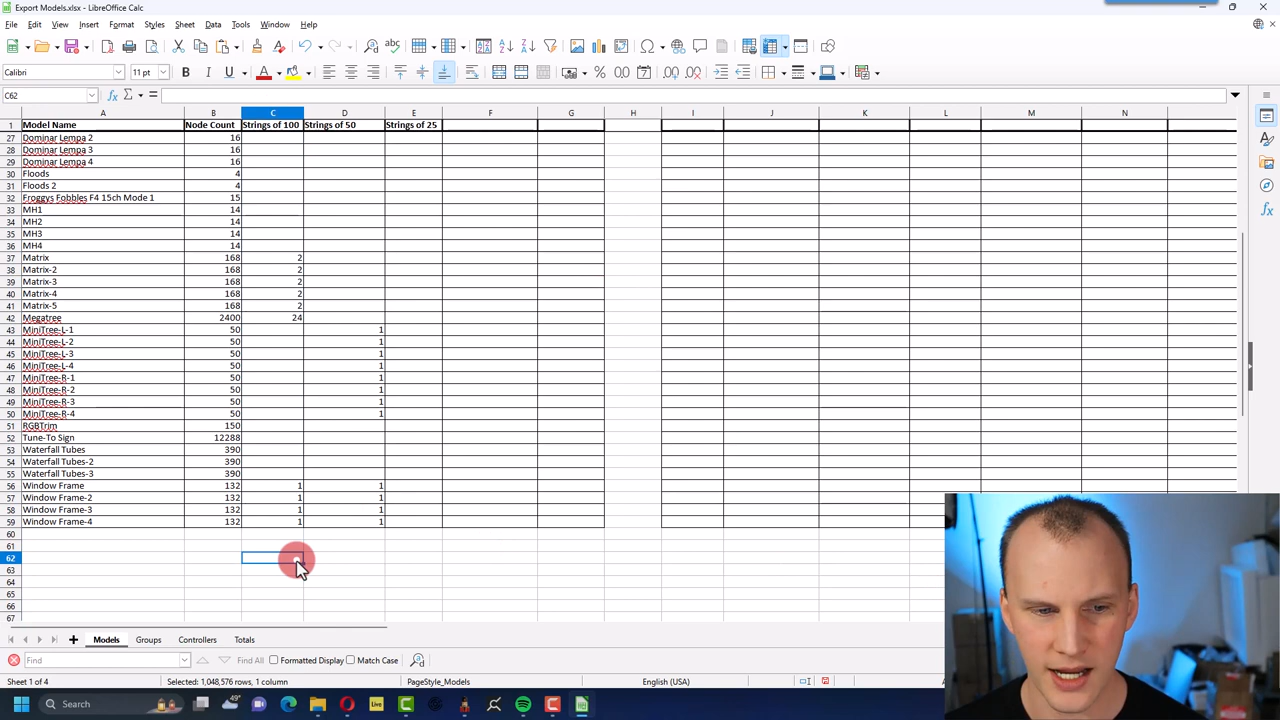 Export Models.xlsx - LibreOffice Calc
File Edit View Insert Format Styles Sheet Data Tools Window Help
Calibri 11 pt B I U A % 0.0 7 .00 .00
C62 fx Σ =
A B C D E F G H I J K L M N
1 Model Name Node Count Strings of 100 Strings of 50 Strings of 25
27 Dominar Lempa 2 16
28 Dominar Lempa 3 16
29 Dominar Lempa 4 16
30 Floods 4
31 Floods 2 4
32 Froggys Fobbles F4 15ch Mode 1 15
33 MH1 14
34 MH2 14
35 MH3 14
36 MH4 14
37 Matrix 168 2
38 Matrix-2 168 2
39 Matrix-3 168 2
40 Matrix-4 168 2
41 Matrix-5 168 2
42 Megatree 2400 24
43 MiniTree-L-1 50 1
44 MiniTree-L-2 50 1
45 MiniTree-L-3 50 1
46 MiniTree-L-4 50 1
47 MiniTree-R-1 50 1
48 MiniTree-R-2 50 1
49 MiniTree-R-3 50 1
50 MiniTree-R-4 50 1
51 RGBTrim 150
52 Tune-To Sign 12288
53 Waterfall Tubes 390
54 Waterfall Tubes-2 390
55 Waterfall Tubes-3 390
56 Window Frame 132 1 1
57 Window Frame-2 132 1 1
58 Window Frame-3 132 1 1
59 Window Frame-4 132 1 1
60
61
62
63
64
65
66
67
Models Groups Controllers Totals
Find Find All Formatted Display Match Case
Sheet 1 of 4 Selected: 1,048,576 rows, 1 column PageStyle_Models English (USA)
Search 49° Live